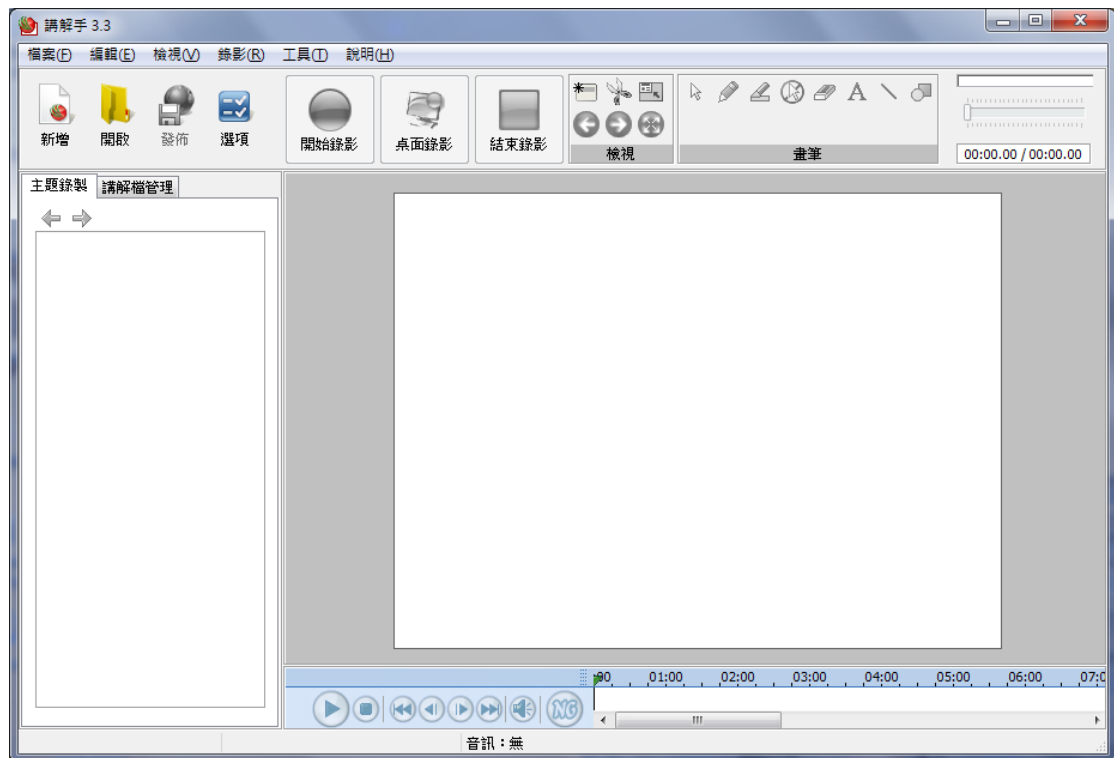 講解手 3.3
檔案(F) 編輯(E) 檢視(V) 錄影(R) 工具(T) 說明(H)
新增 開啟 發佈 選項 開始錄影 桌面錄影 結束錄影
A
檢視 畫筆
00:00.00 / 00:00.00
主題錄製 講解檔管理
01:00 02:00 03:00 04:00 05:00 06:00
NG
音訊：無